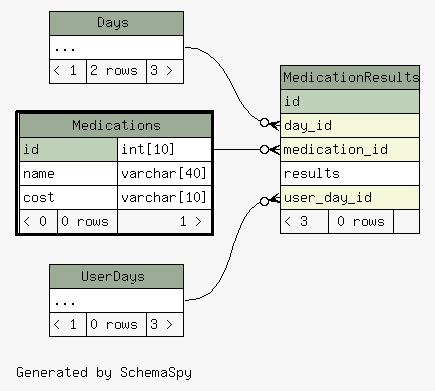 Days
...
< 1 2 rows 3 >
MedicationResults
id
day_id
medication_id
results
user_day_id
< 3 0 rows
Medications
id int[10]
name varchar[40]
cost varchar[10]
< 0 0 rows 1 >
UserDays
...
< 1 0 rows 3 >
Generated by SchemaSpy